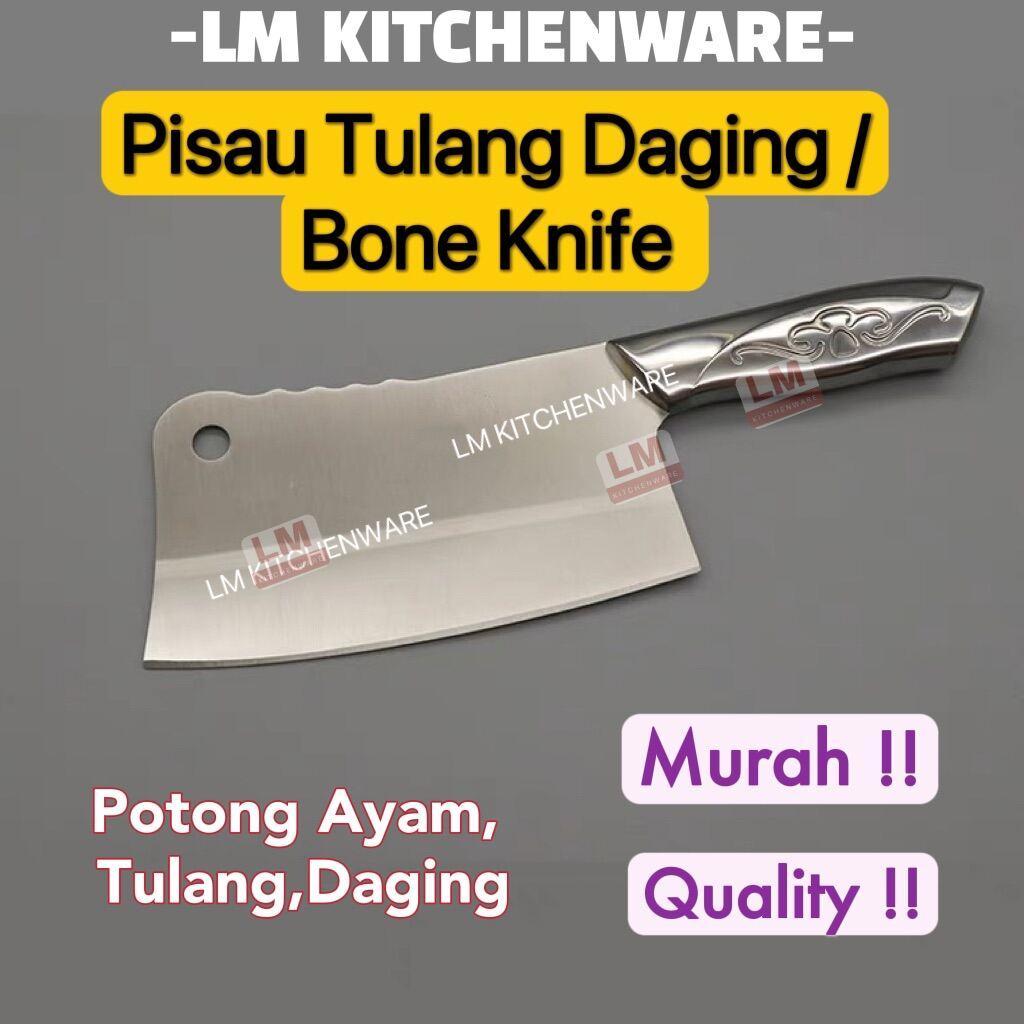 -LM KITCHENWARE-
Pisau Tulang Daging /
Bone Knife
LM KITCHENWARE
LM
KITCHENWARE
LM
KITCHENWARE
LM KITCHENWARE
LM
Murah !!
Potong Ayam,
Tulang,Daging
Quality !!